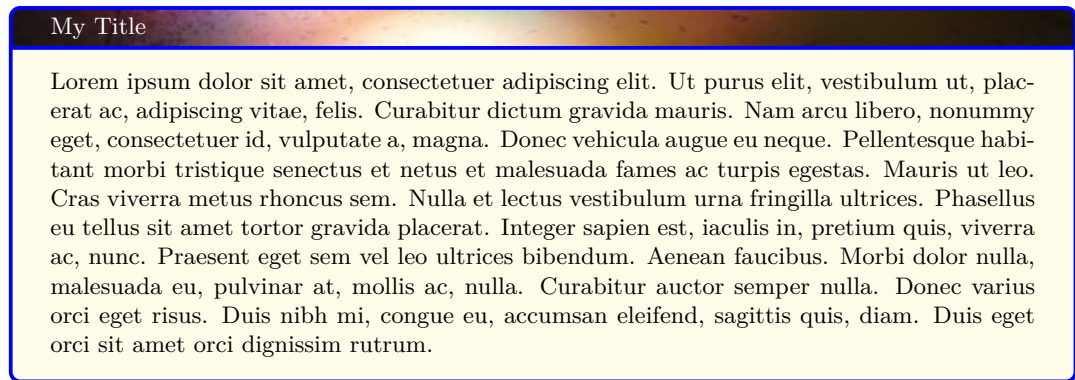 My Title
Lorem ipsum dolor sit amet, consectetuer adipiscing elit. Ut purus elit, vestibulum ut, plac-
erat ac, adipiscing vitae, felis. Curabitur dictum gravida mauris. Nam arcu libero, nonummy
eget, consectetuer id, vulputate a, magna. Donec vehicula augue eu neque. Pellentesque habi-
tant morbi tristique senectus et netus et malesuada fames ac turpis egestas. Mauris ut leo.
Cras viverra metus rhoncus sem. Nulla et lectus vestibulum urna fringilla ultrices. Phasellus
eu tellus sit amet tortor gravida placerat. Integer sapien est, iaculis in, pretium quis, viverra
ac, nunc. Praesent eget sem vel leo ultrices bibendum. Aenean faucibus. Morbi dolor nulla,
malesuada eu, pulvinar at, mollis ac, nulla. Curabitur auctor semper nulla. Donec varius
orci eget risus. Duis nibh mi, congue eu, accumsan eleifend, sagittis quis, diam. Duis eget
orci sit amet orci dignissim rutrum.